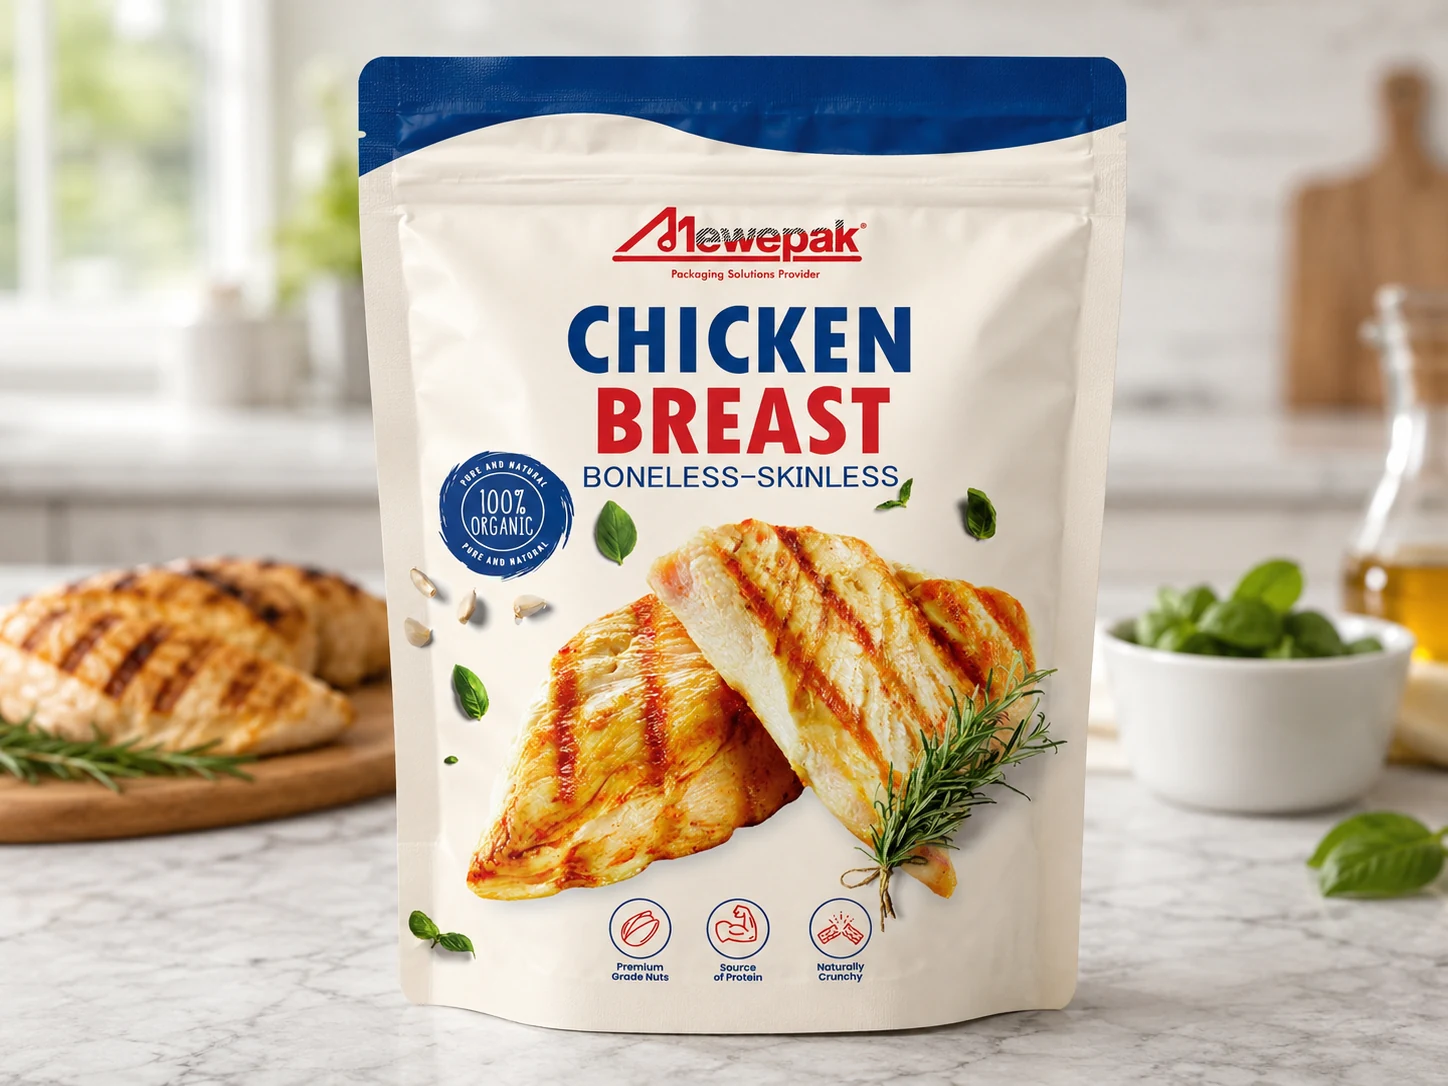 Mewepak®
Packaging Solutions Provider
CHICKEN
BREAST
BONELESS-SKINLESS
PURE AND NATURAL
100%
ORGANIC
PURE AND NATORAL
Premium
Grade Nuts
Source
of Protein
Naturally
Crunchy